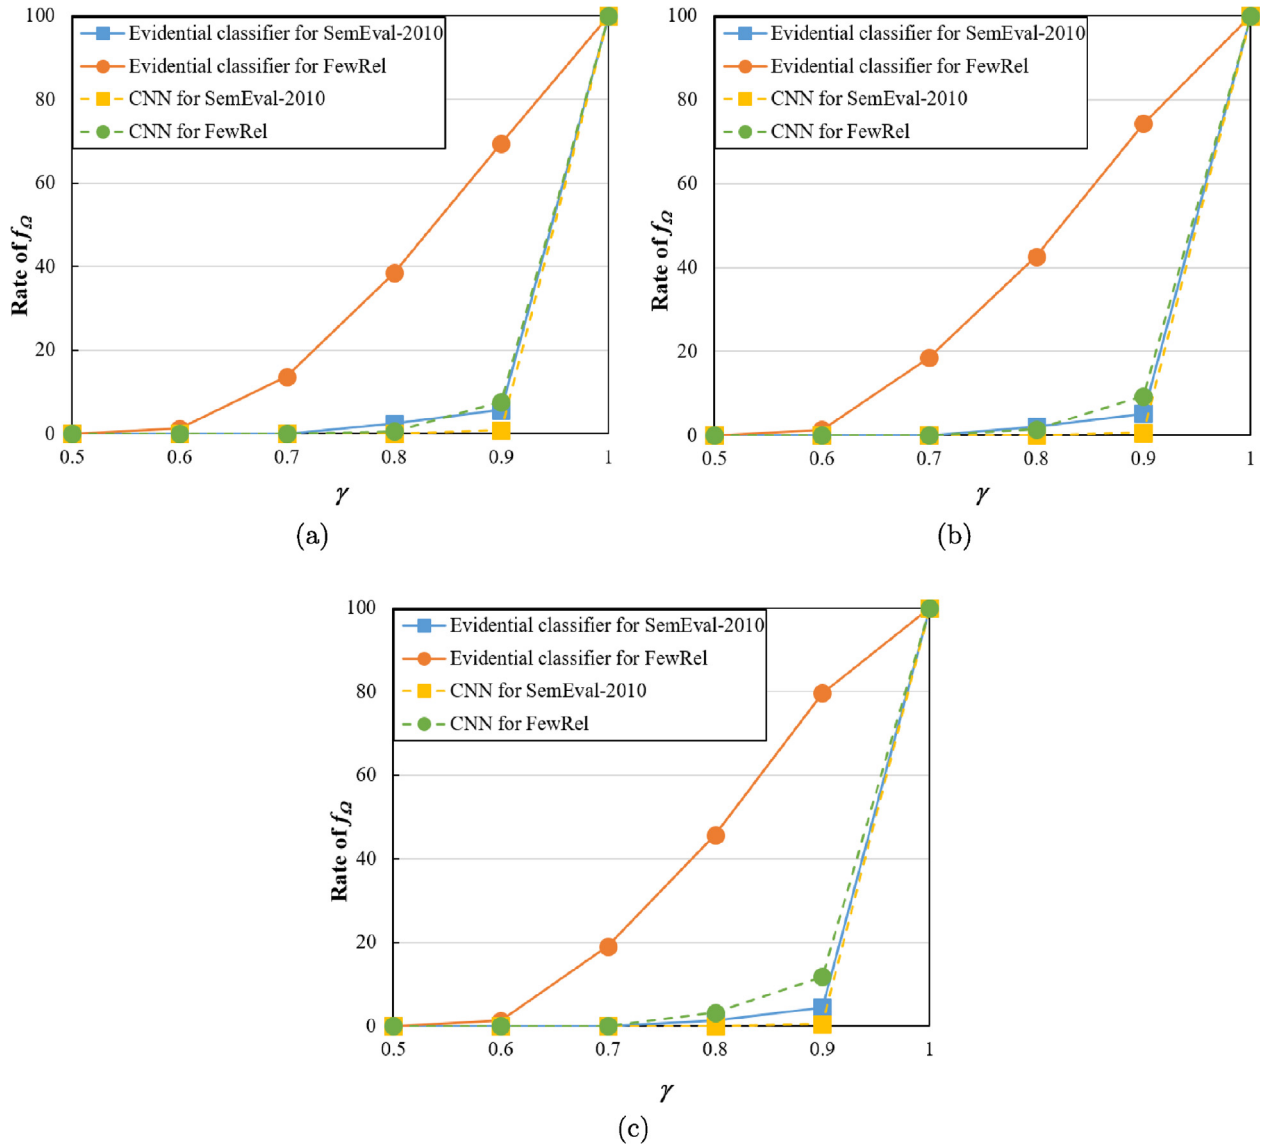 100
80
60
40
20
0
Rate of f_Ω
Evidential classifier for SemEval-2010
Evidential classifier for FewRel
CNN for SemEval-2010
CNN for FewRel
0.5 0.6 0.7 0.8 0.9 1
γ
(a)
100
80
60
40
20
0
Rate of f_Ω
Evidential classifier for SemEval-2010
Evidential classifier for FewRel
CNN for SemEval-2010
CNN for FewRel
0.5 0.6 0.7 0.8 0.9 1
γ
(b)
100
80
60
40
20
0
Rate of f_Ω
Evidential classifier for SemEval-2010
Evidential classifier for FewRel
CNN for SemEval-2010
CNN for FewRel
0.5 0.6 0.7 0.8 0.9 1
γ
(c)